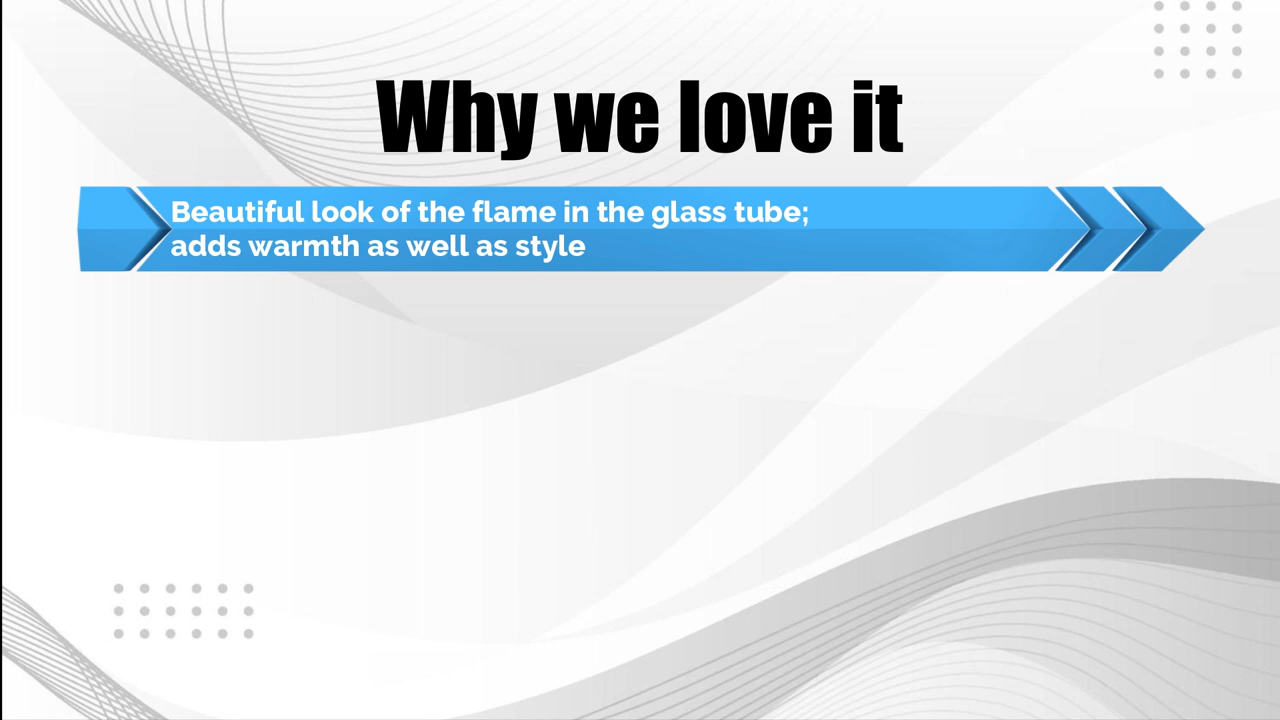 Why we love it
Beautiful look of the flame in the glass tube;
adds warmth as well as style